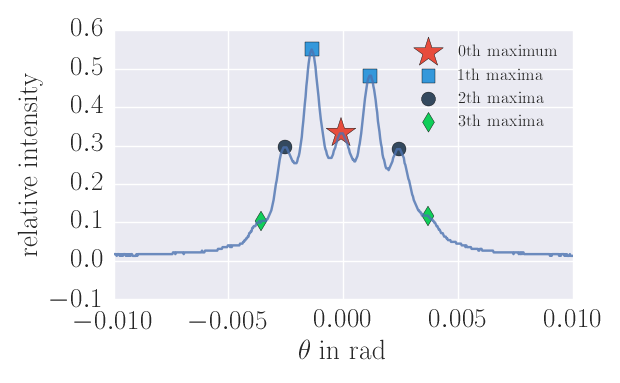 0.6
0.5
0.4
0.3
0.2
0.1
0.0
−0.1
relative intensity
0th maximum
1th maxima
2th maxima
3th maxima
−0.010 −0.005 0.000 0.005 0.010
θ in rad